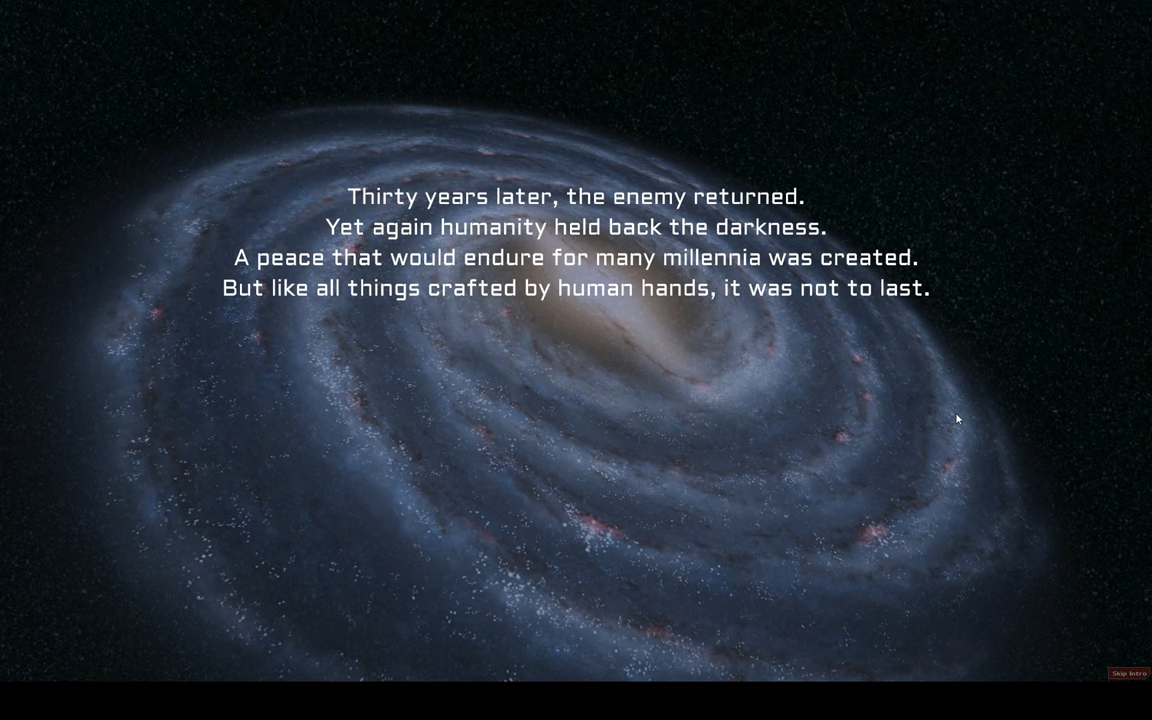 Thirty years later, the enemy returned.
Yet again humanity held back the darkness.
A peace that would endure for many millennia was created.
But like all things crafted by human hands, it was not to last.
Skip Intro